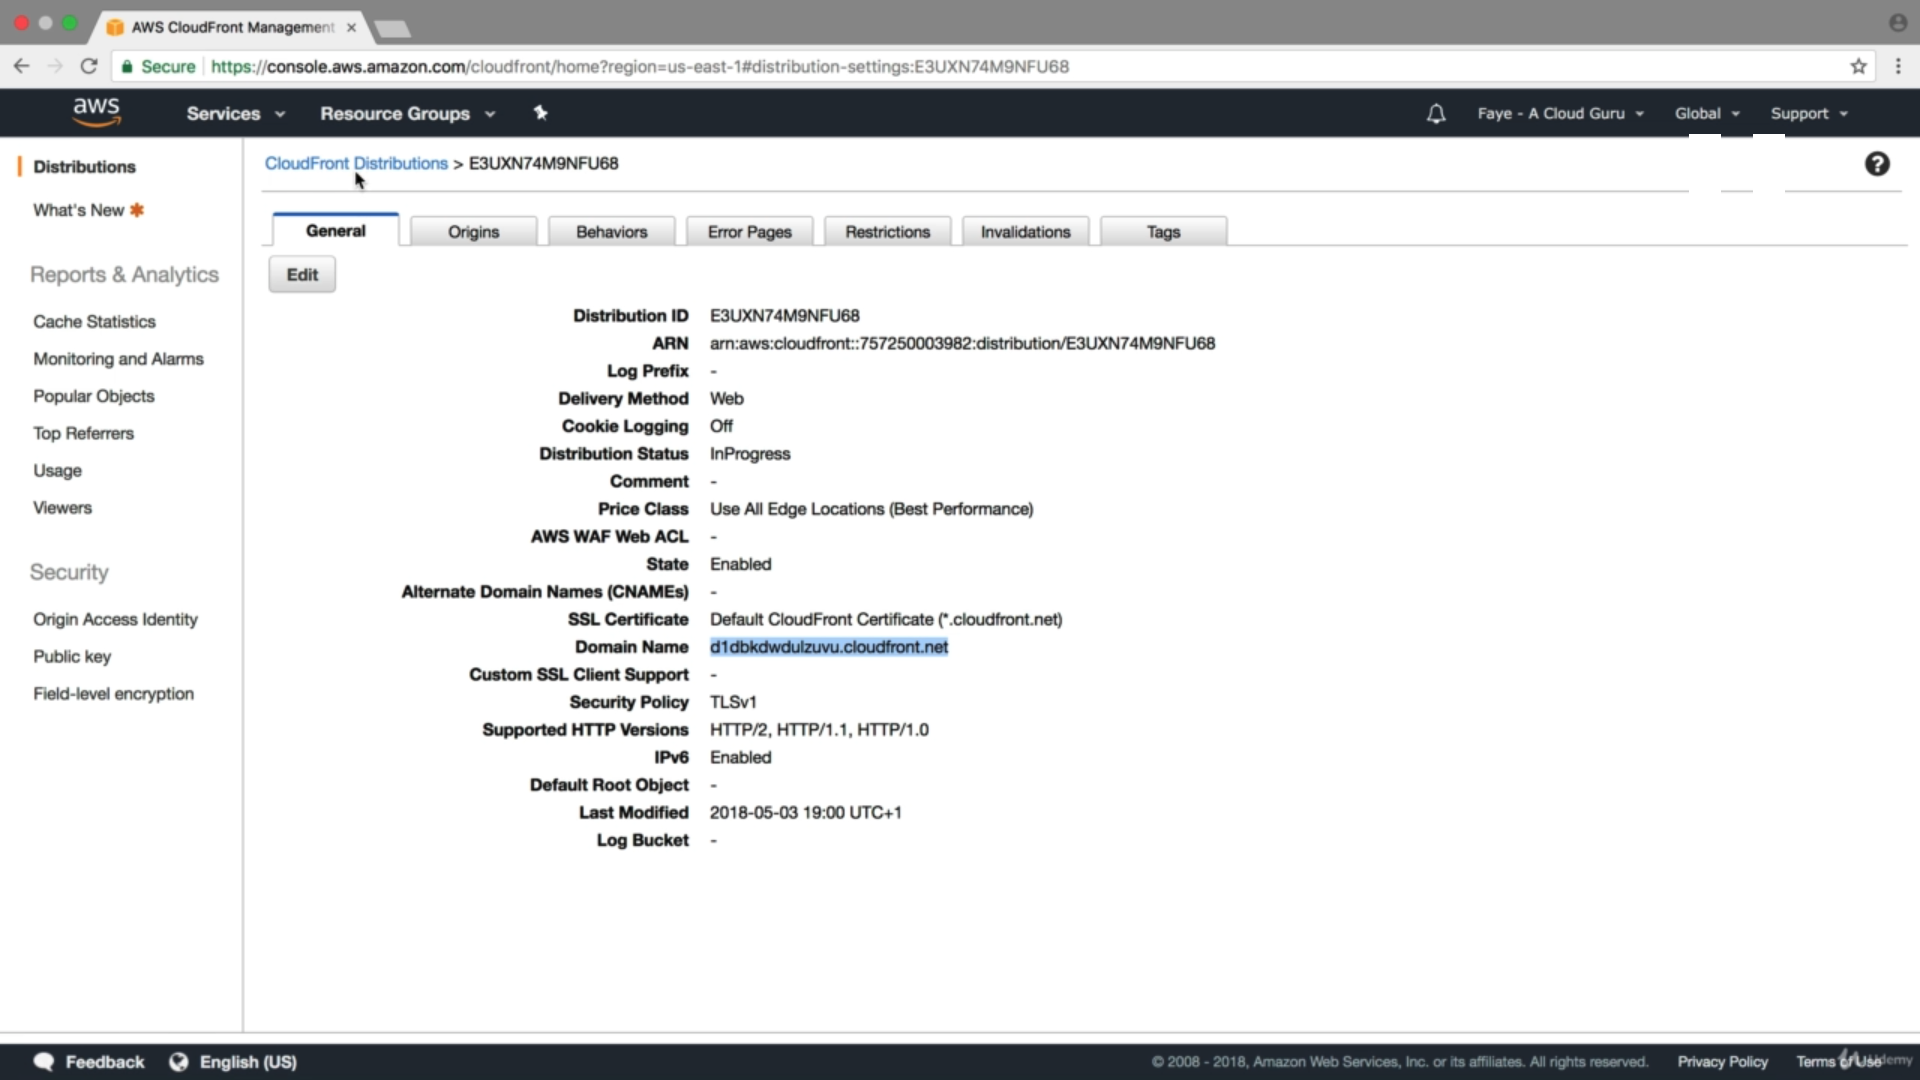 AWS CloudFront Management
Secure https://console.aws.amazon.com/cloudfront/home?region=us-east-1#distribution-settings:E3UXN74M9NFU68
aws Services Resource Groups Faye - A Cloud Guru Global Support
Distributions
What's New
Reports & Analytics
Cache Statistics
Monitoring and Alarms
Popular Objects
Top Referrers
Usage
Viewers
Security
Origin Access Identity
Public key
Field-level encryption
CloudFront Distributions > E3UXN74M9NFU68
General Origins Behaviors Error Pages Restrictions Invalidations Tags
Edit
Distribution ID E3UXN74M9NFU68
ARN arn:aws:cloudfront::757250003982:distribution/E3UXN74M9NFU68
Log Prefix -
Delivery Method Web
Cookie Logging Off
Distribution Status InProgress
Comment -
Price Class Use All Edge Locations (Best Performance)
AWS WAF Web ACL -
State Enabled
Alternate Domain Names (CNAMEs) -
SSL Certificate Default CloudFront Certificate (*.cloudfront.net)
Domain Name d1dbkdwdulzuvu.cloudfront.net
Custom SSL Client Support -
Security Policy TLSv1
Supported HTTP Versions HTTP/2, HTTP/1.1, HTTP/1.0
IPv6 Enabled
Default Root Object -
Last Modified 2018-05-03 19:00 UTC+1
Log Bucket -
Feedback English (US) © 2008 - 2018, Amazon Web Services, Inc. or its affiliates. All rights reserved. Privacy Policy Terms of Use